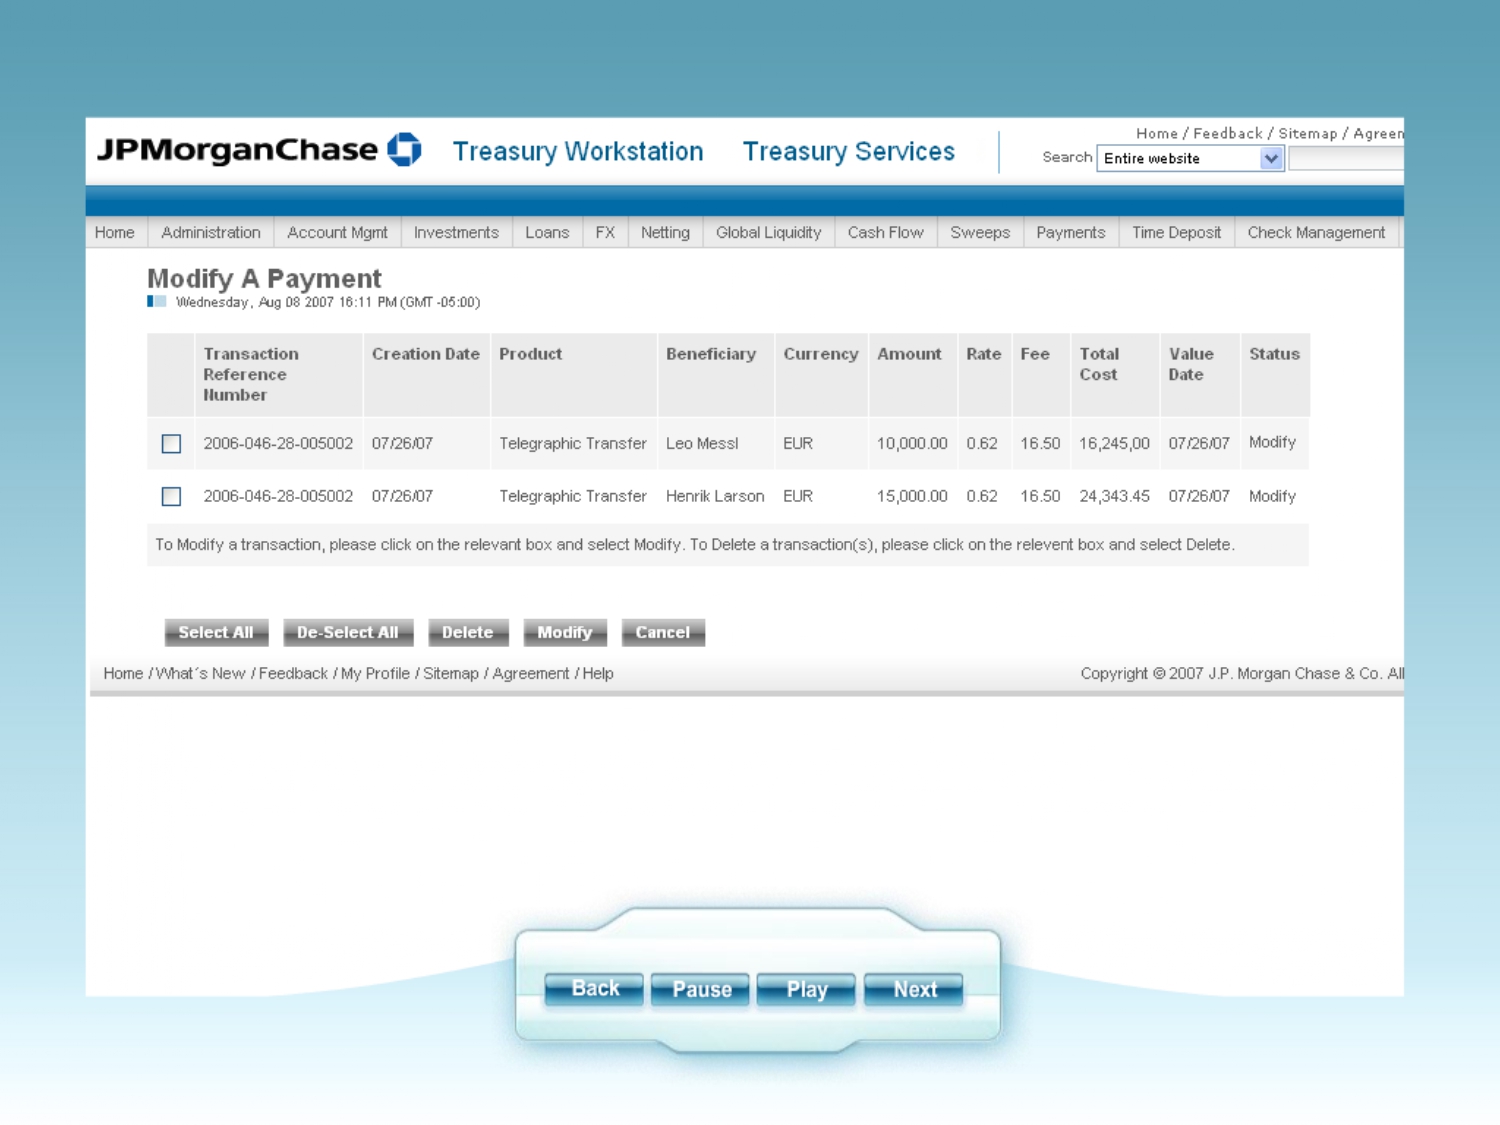 JPMorganChase Treasury Workstation Treasury Services
Home / Feedback / Sitemap / Agreen
Search Entire website
Home Administration Account Mgmt Investments Loans FX Netting Global Liquidity Cash Flow Sweeps Payments Time Deposit Check Management
Modify A Payment
Wednesday, Aug 08 2007 16:11 PM (GMT -05:00)
Transaction Reference Number Creation Date Product Beneficiary Currency Amount Rate Fee Total Cost Value Date Status
2006-046-28-005002 07/26/07 Telegraphic Transfer Leo Messl EUR 10,000.00 0.62 16.50 16,245,00 07/26/07 Modify
2006-046-28-005002 07/26/07 Telegraphic Transfer Henrik Larson EUR 15,000.00 0.62 16.50 24,343.45 07/26/07 Modify
To Modify a transaction, please click on the relevant box and select Modify. To Delete a transaction(s), please click on the relevent box and select Delete.
Select All De-Select All Delete Modify Cancel
Home / What´s New / Feedback / My Profile / Sitemap / Agreement / Help
Copyright © 2007 J.P. Morgan Chase & Co. All
Back Pause Play Next